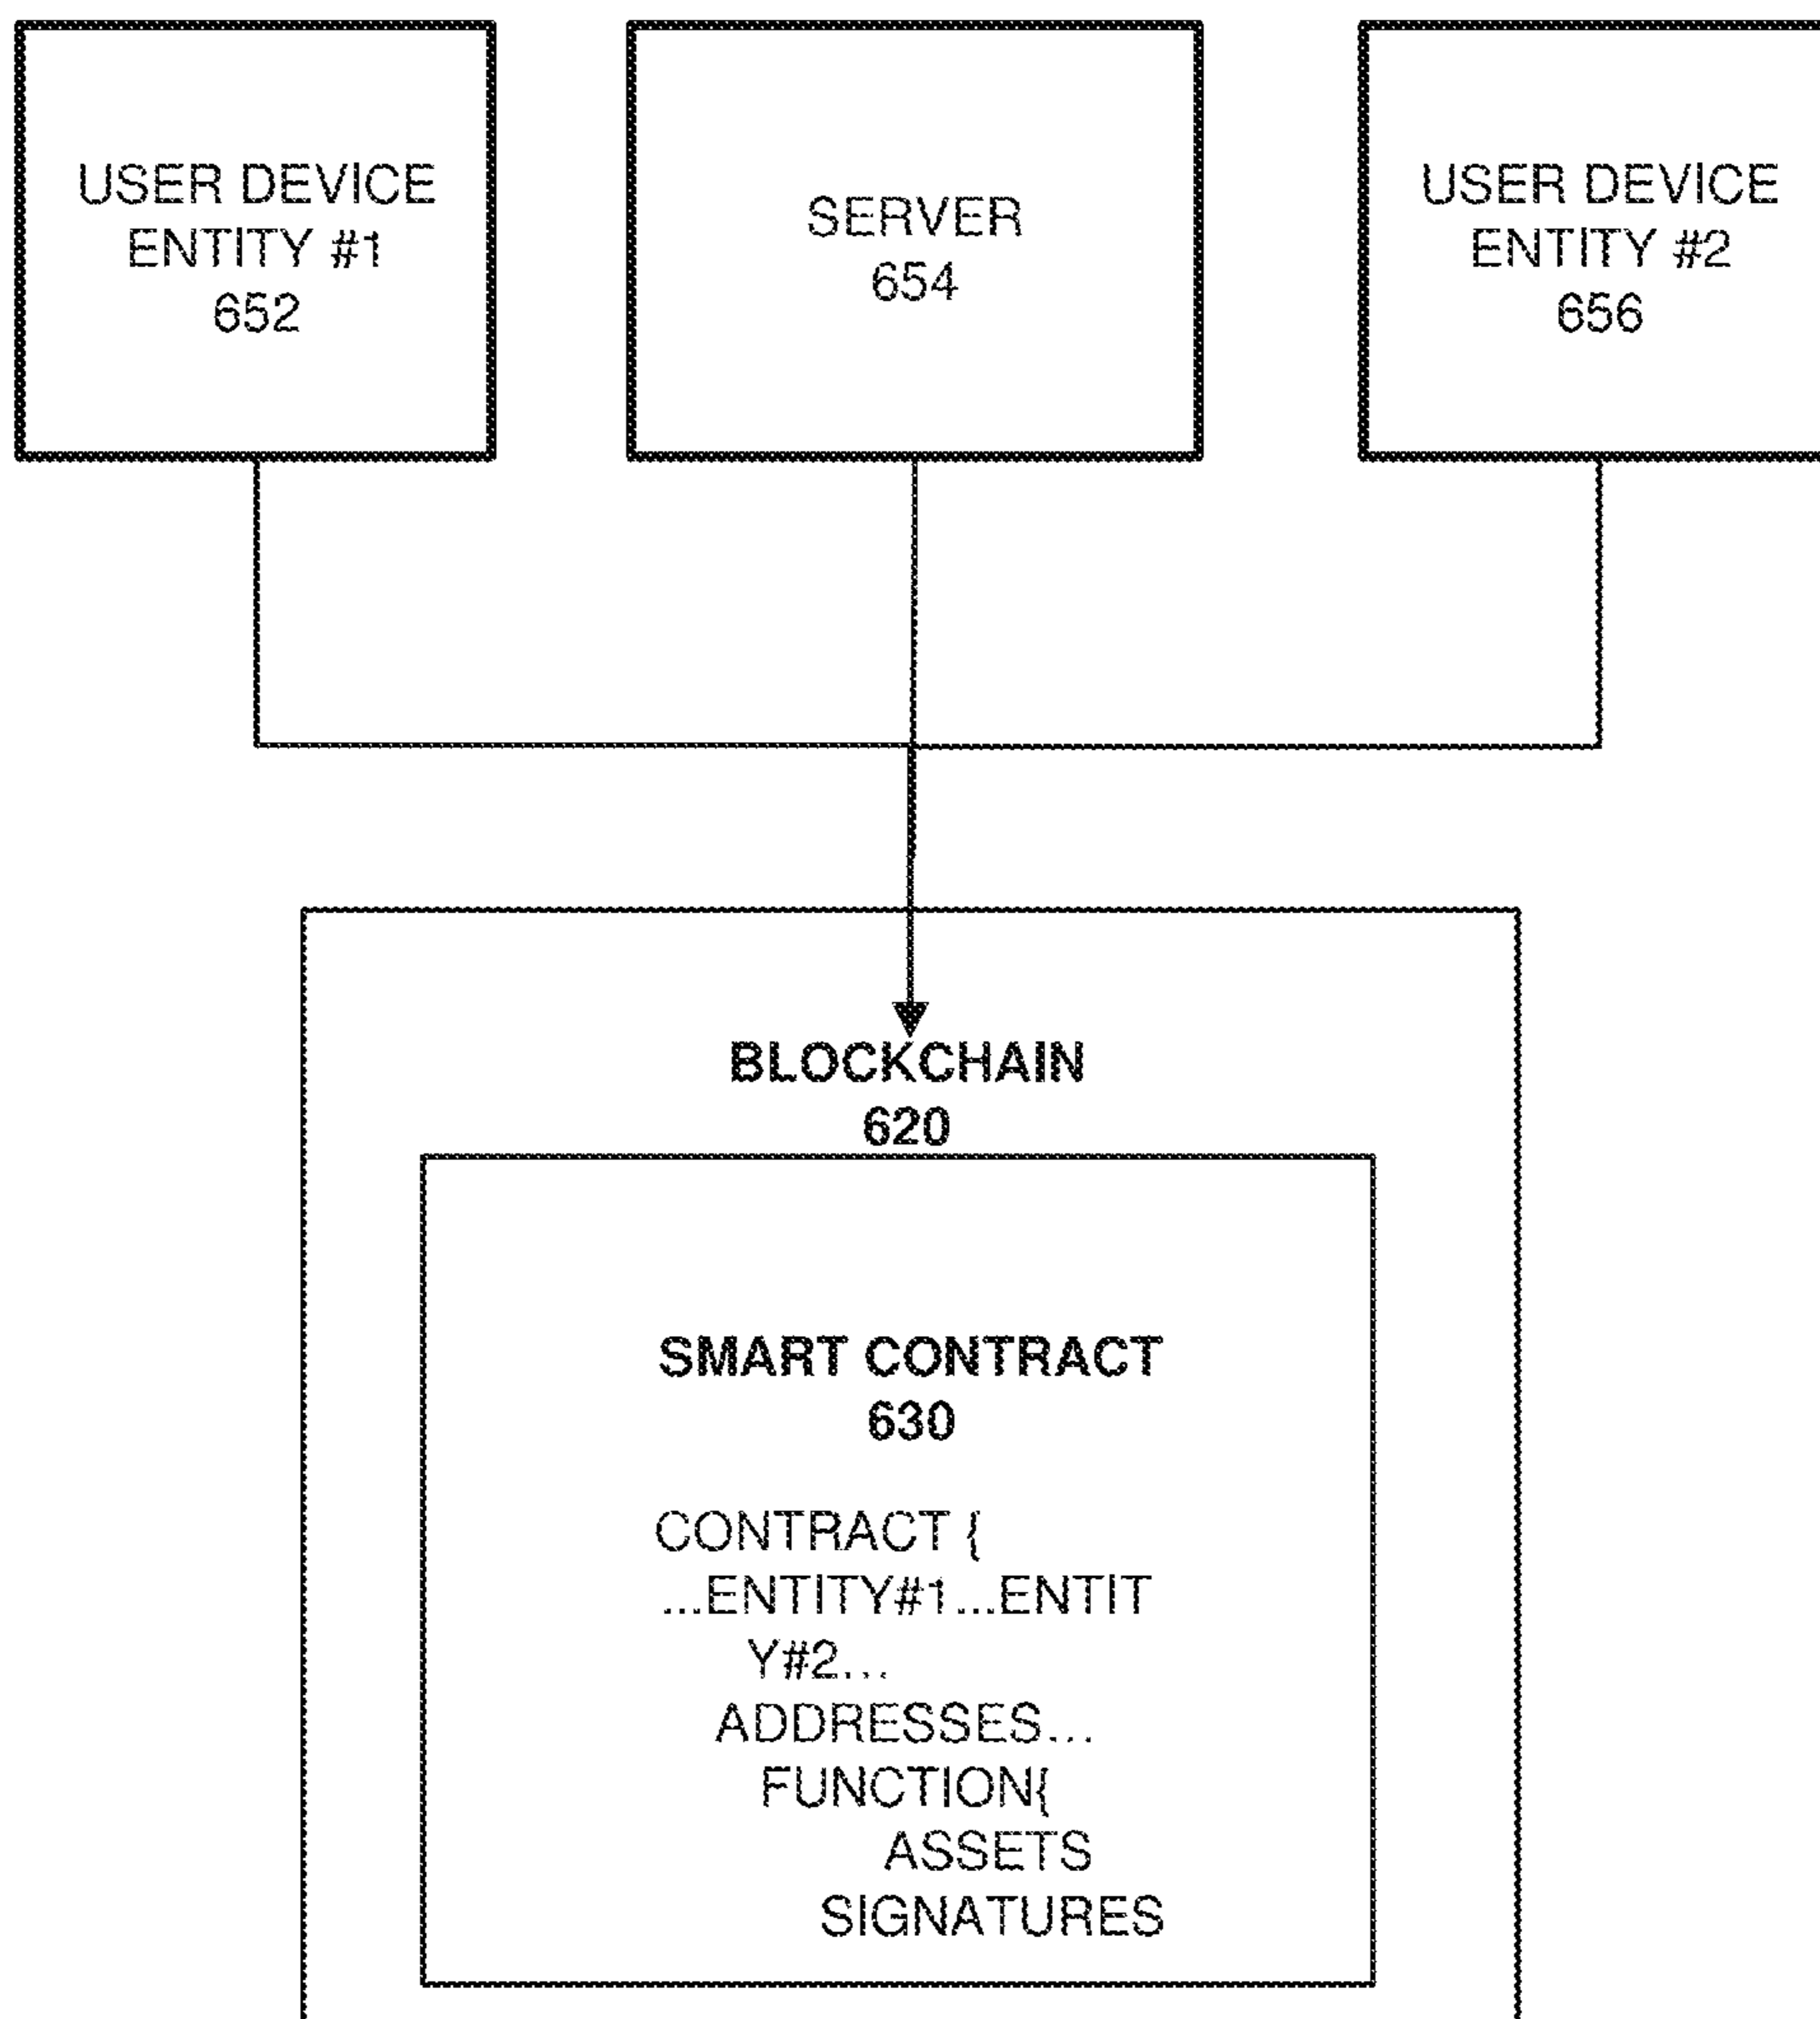 USER DEVICE
ENTITY #1
652
SERVER
654
USER DEVICE
ENTITY #2
656
BLOCKCHAIN
620
SMART CONTRACT
630
CONTRACT {
...ENTITY#1...ENTIT
Y#2...
ADDRESSES...
FUNCTION{
ASSETS
SIGNATURES